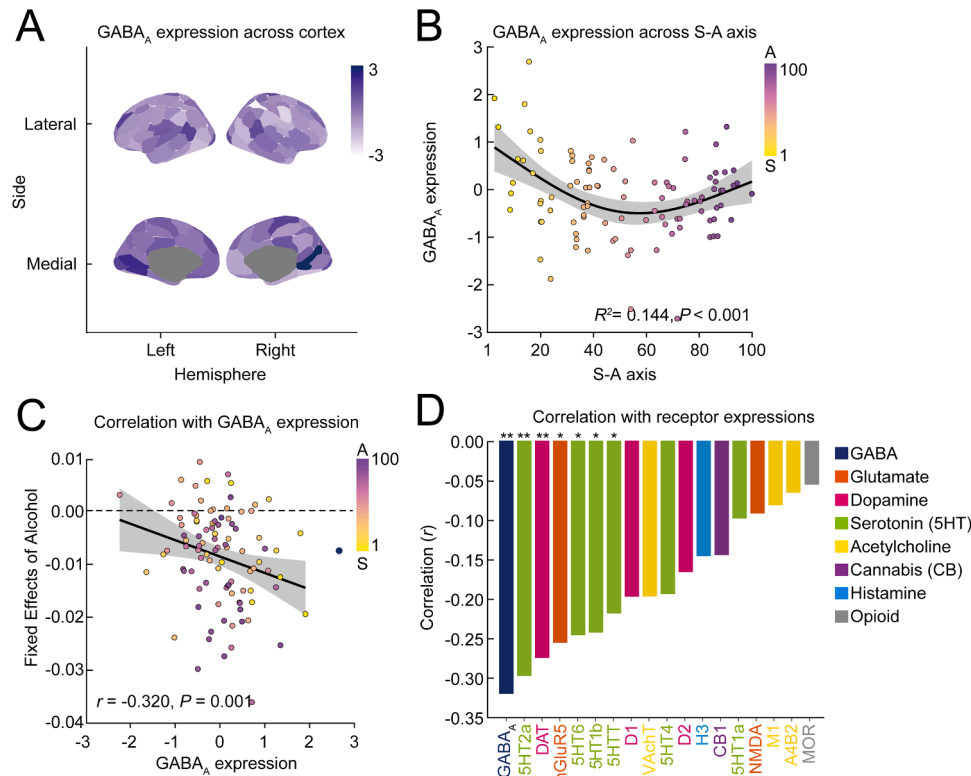 A
GABAA expression across cortex
3
-3
Side
Lateral
Medial
Left
Right
Hemisphere
B
GABAA expression across S-A axis
GABAA expression
3
2
1
0
-1
-2
-3
1
20
40
60
80
100
S-A axis
A
100
1
S
R2= 0.144, P < 0.001
C
Correlation with GABAA expression
Fixed Effects of Alcohol
0.01
0.00
-0.01
-0.02
-0.03
-0.04
-3
-2
-1
0
1
2
3
GABAA expression
A
100
1
S
r = -0.320, P = 0.001
D
Correlation with receptor expressions
Correlation (r)
0.00
-0.05
-0.10
-0.15
-0.20
-0.25
-0.30
-0.35
** ** ** * * * *
GABAA
5HT2a
DAT
nGluR5
5HT6
5HT1b
5HTT
D1
VAchT
5HT4
D2
H3
CB1
5HT1a
NMDA
M1
A4B2
MOR
GABA
Glutamate
Dopamine
Serotonin (5HT)
Acetylcholine
Cannabis (CB)
Histamine
Opioid